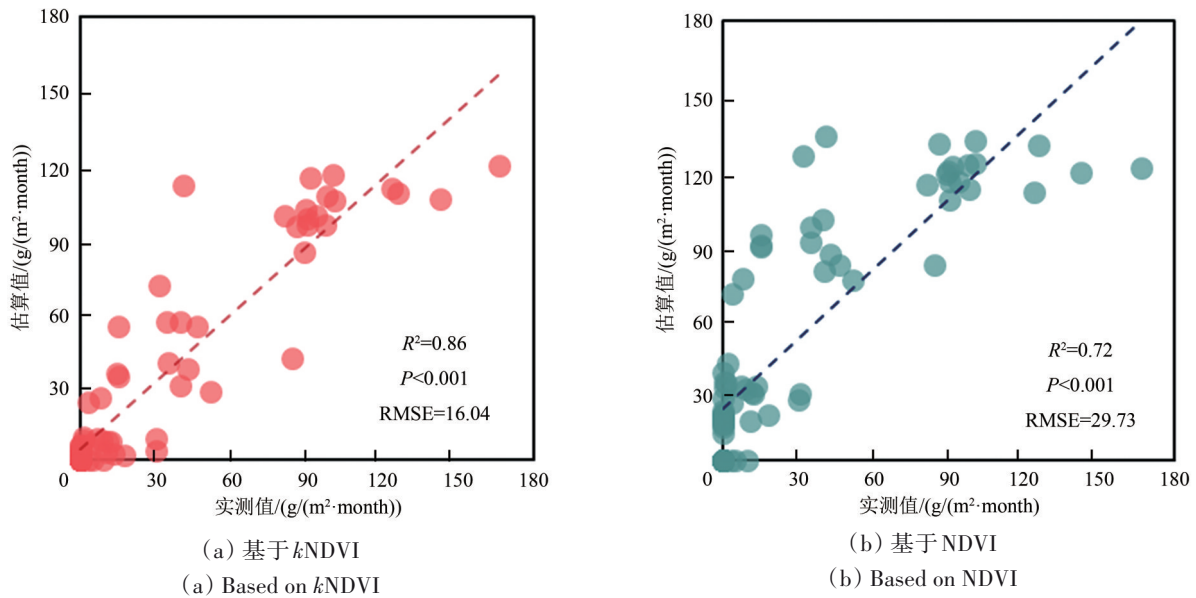 180
150
120
90
60
30
0
30
60
90
120
150
180
估算值/(g/(m²·month))
实测值/(g/(m²·month))
R²=0.86
P<0.001
RMSE=16.04
(a) 基于kNDVI
(a) Based on kNDVI
180
150
120
90
60
30
0
30
60
90
120
150
180
估算值/(g/(m²·month))
实测值/(g/(m²·month)
R²=0.72
P<0.001
RMSE=29.73
(b) 基于NDVI
(b) Based on NDVI